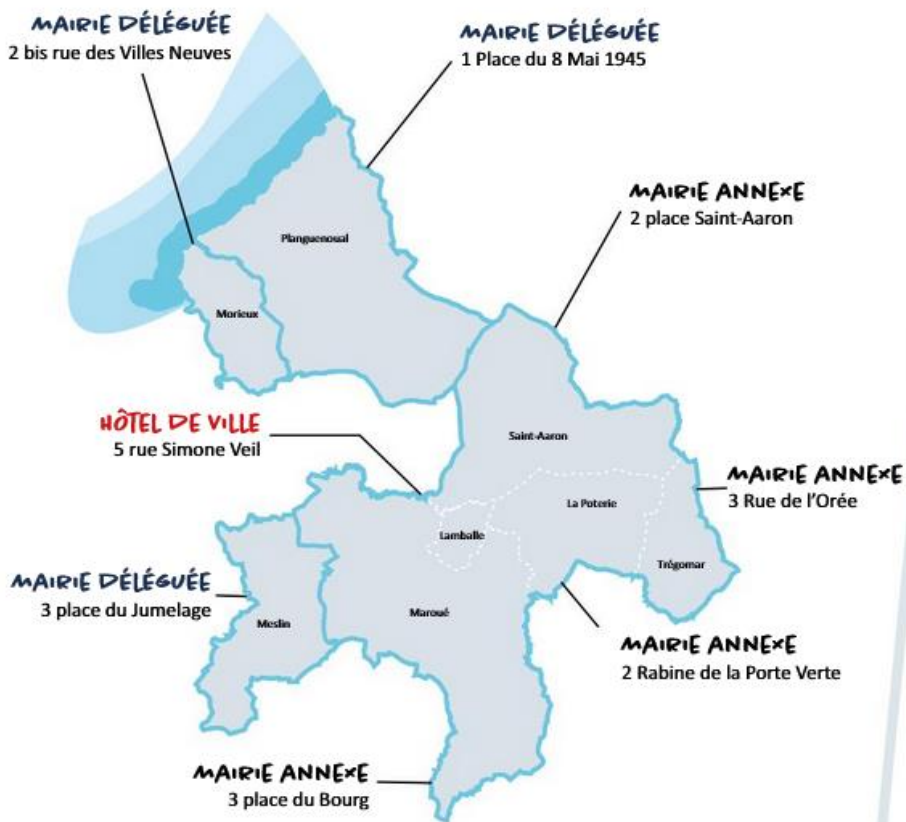 MAIRIE DÉLÉGUÉE
2 bis rue des Villes Neuves
MAIRIE DÉLÉGUÉE
1 Place du 8 Mai 1945
MAIRIE ANNEXE
2 place Saint-Aaron
Planguenoual
Morieux
HÔTEL DE VILLE
5 rue Simone Veil
Saint-Aaron
MAIRIE ANNEXE
3 Rue de l'Orée
La Poterie
Lamballe
Trégomar
MAIRIE DÉLÉGUÉE
3 place du Jumelage
Meslin
Maroué
MAIRIE ANNEXE
2 Rabine de la Porte Verte
MAIRIE ANNEXE
3 place du Bourg